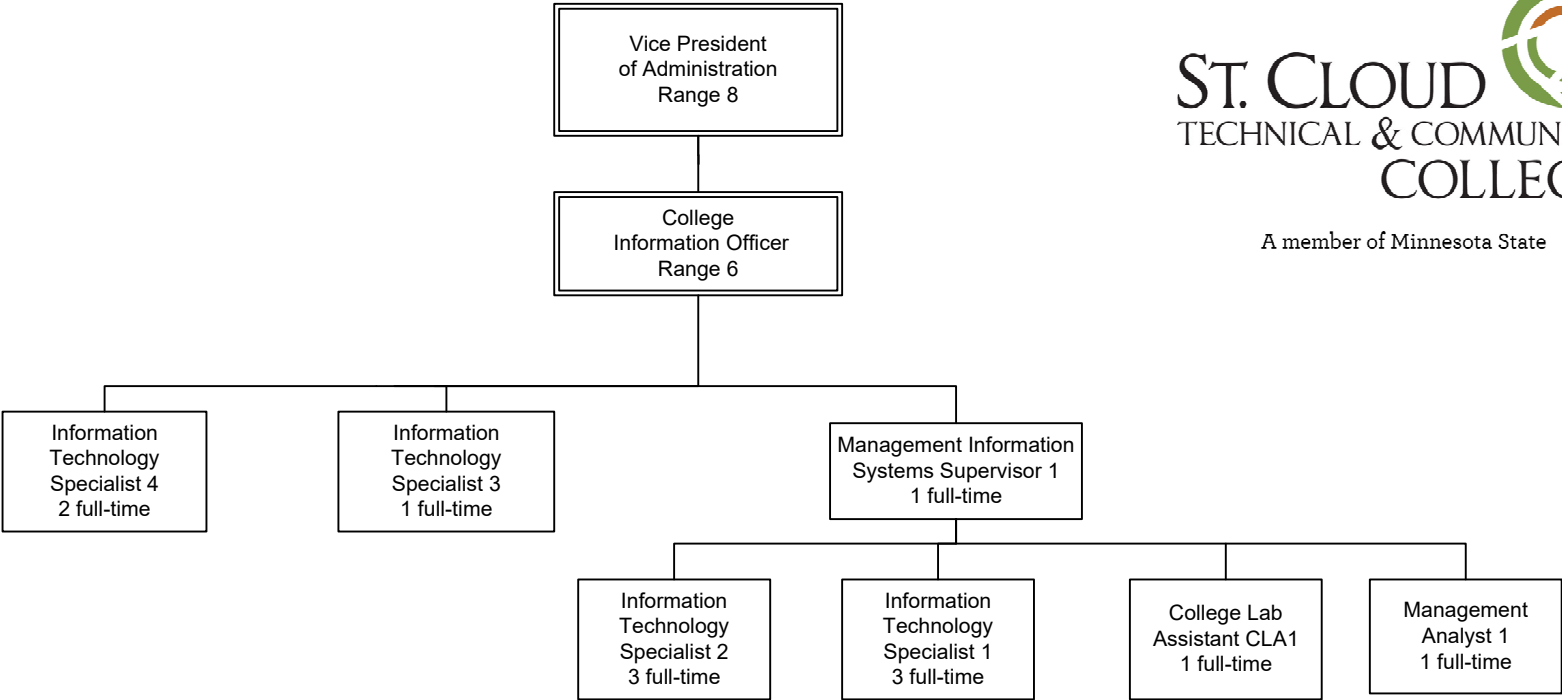 Vice President
of Administration
Range 8
ST. CLOUD
TECHNICAL & COMMUN
COLLEG
A member of Minnesota State
College
Information Officer
Range 6
Information
Technology
Specialist 4
2 full-time
Information
Technology
Specialist 3
1 full-time
Management Information
Systems Supervisor 1
1 full-time
Information
Technology
Specialist 2
3 full-time
Information
Technology
Specialist 1
3 full-time
College Lab
Assistant CLA1
1 full-time
Management
Analyst 1
1 full-time